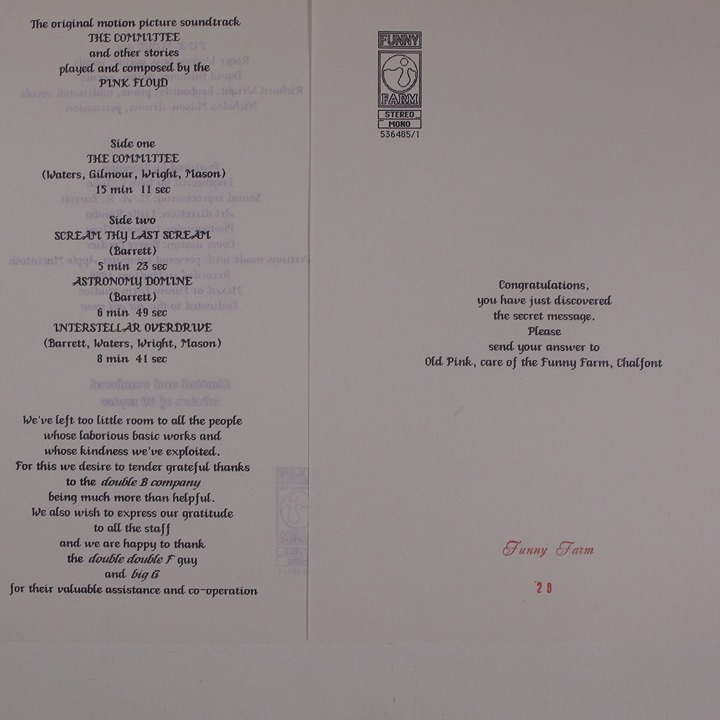 The original motion picture soundtrack
THE COMMITTEE
and other stories
played and composed by the
PINK FLOYD
Side one
THE COMMITTEE
(Waters, Gilmour, Wright, Mason)
15 min 11 sec
Side two
SCREAM THY LAST SCREAM
(Barrett)
5 min 23 sec
ASTRONOMY DOMINE
(Barrett)
6 min 49 sec
INTERSTELLAR OVERDRIVE
(Barrett, Waters, Wright, Mason)
8 min 41 sec
We've left too little room to all the people
whose laborious basic works and
whose kindness we've exploited.
For this we desire to tender grateful thanks
to the double B company
being much more than helpful.
We also wish to express our gratitude
to all the staff
and we are happy to thank
the double double F guy
and big G
for their valuable assistance and co-operation
FUNNY
FARM
STEREO
MONO
536485/1
Congratulations,
you have just discovered
the secret message.
Please
send your answer to
Old Pink, care of the Funny Farm, Chalfont
Funny Farm
28